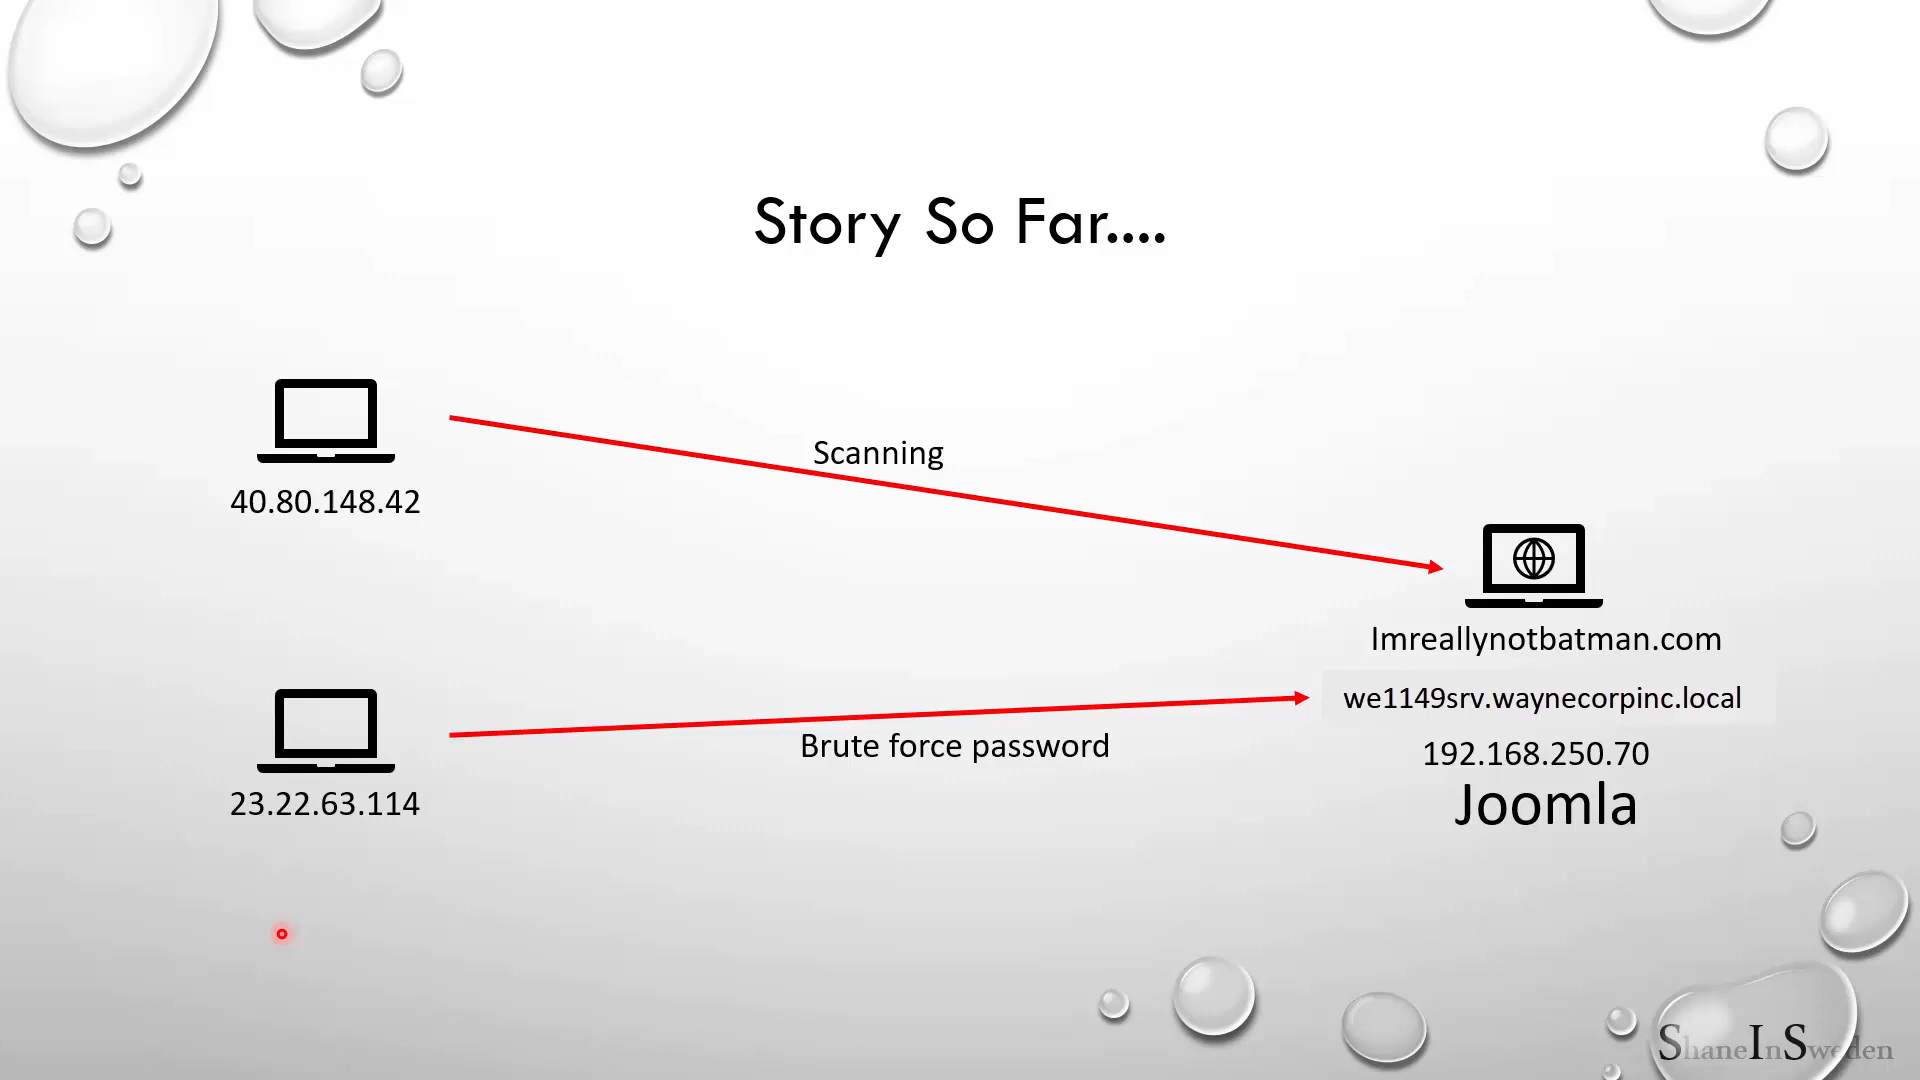 Story So Far....
Scanning
40.80.148.42
Imreallynotbatman.com
we1149srv.waynecorpinc.local
Brute force password
192.168.250.70
23.22.63.114
Joomla
ShaneInSweden